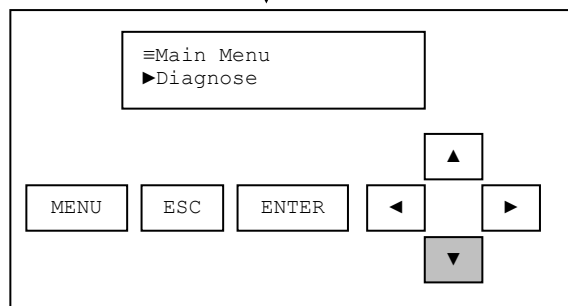 ≡Main Menu
►Diagnose
▲
MENU ESC ENTER ◄ ►
▼